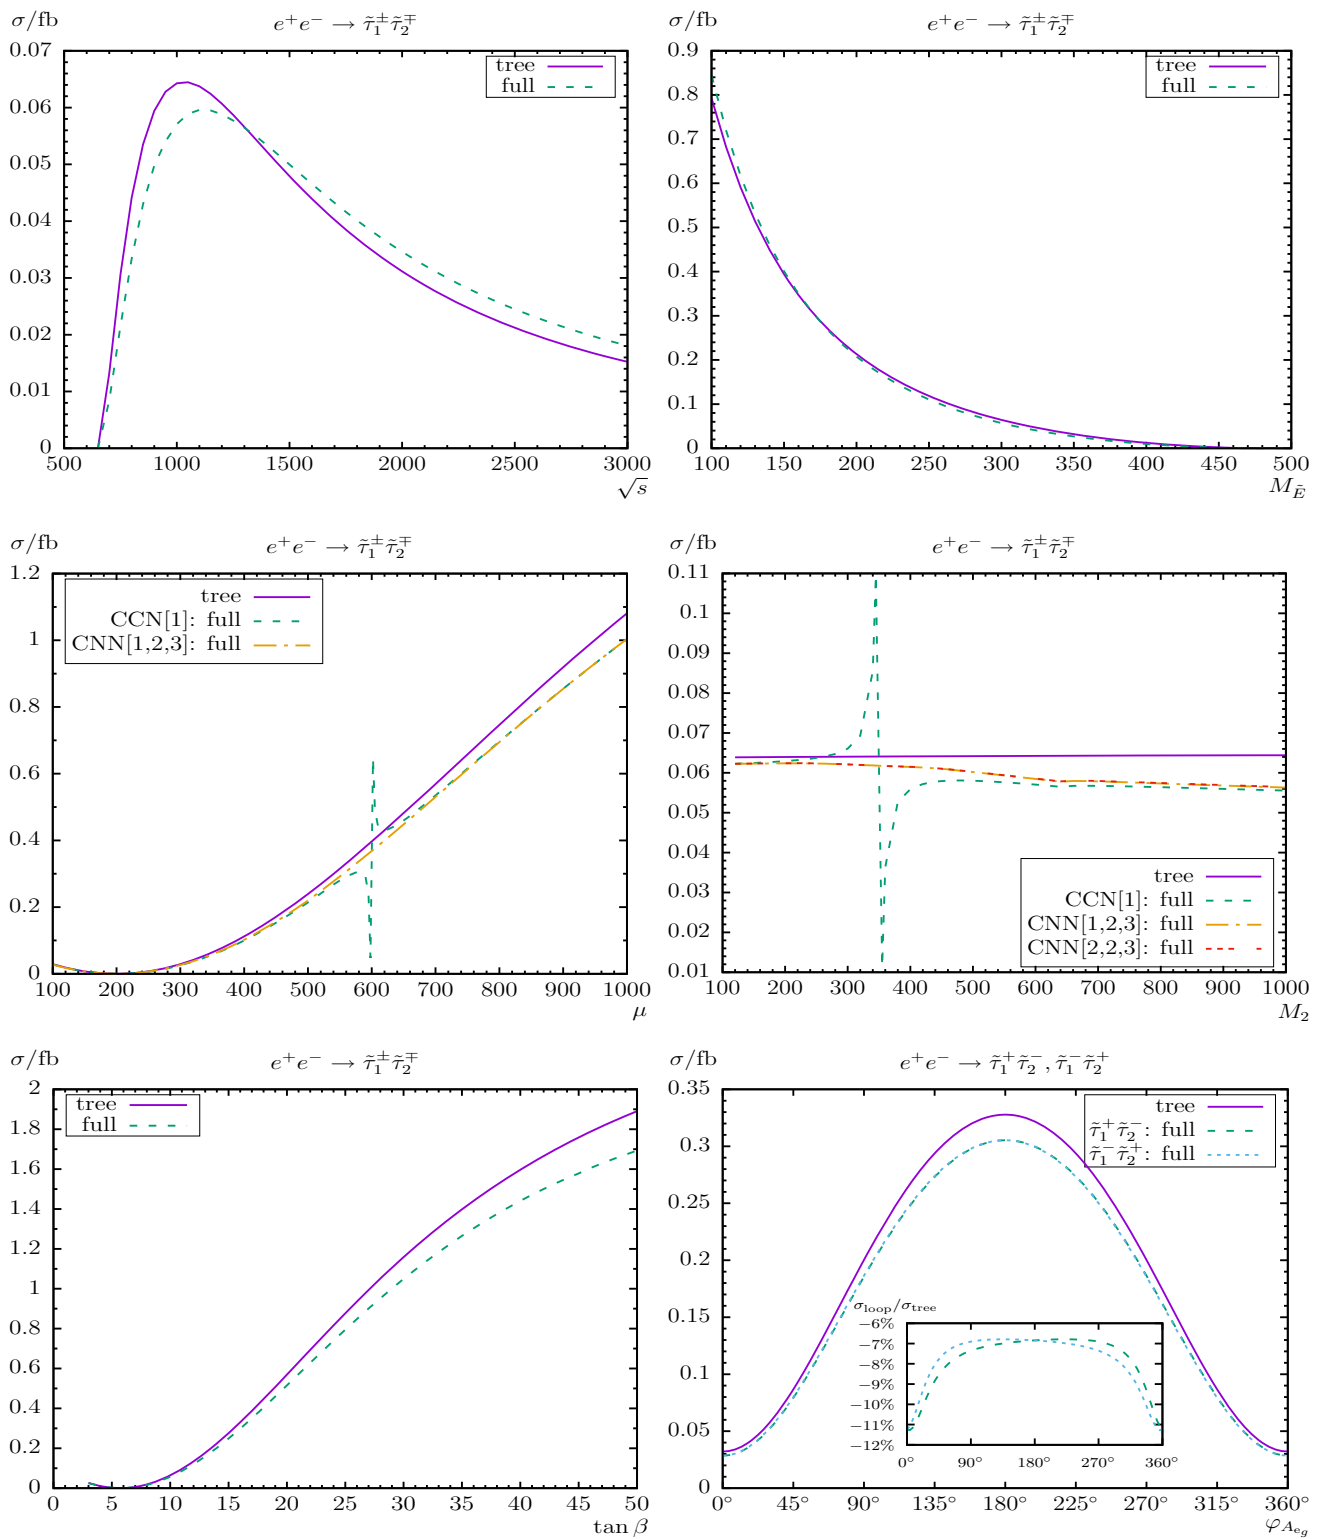 σ/fb
e⁺e⁻ → τ̃₁^± τ̃₂^∓
0.07
0.06
0.05
0.04
0.03
0.02
0.01
0
500 1000 1500 2000 2500 3000
√s
tree
full
σ/fb
e⁺e⁻ → τ̃₁^± τ̃₂^∓
0.9
0.8
0.7
0.6
0.5
0.4
0.3
0.2
0.1
0
100 150 200 250 300 350 400 450 500
M_Ẽ
tree
full
σ/fb
e⁺e⁻ → τ̃₁^± τ̃₂^∓
1.2
1
0.8
0.6
0.4
0.2
0
100 200 300 400 500 600 700 800 900 1000
μ
tree
CCN[1]: full
CNN[1,2,3]: full
σ/fb
e⁺e⁻ → τ̃₁^± τ̃₂^∓
0.11
0.1
0.09
0.08
0.07
0.06
0.05
0.04
0.03
0.02
0.01
100 200 300 400 500 600 700 800 900 1000
M₂
tree
CCN[1]: full
CNN[1,2,3]: full
CNN[2,2,3]: full
σ/fb
e⁺e⁻ → τ̃₁^± τ̃₂^∓
2
1.8
1.6
1.4
1.2
1
0.8
0.6
0.4
0.2
0
0 5 10 15 20 25 30 35 40 45 50
tan β
tree
full
σ/fb
e⁺e⁻ → τ̃₁⁺τ̃₂⁻ , τ̃₁⁻τ̃₂⁺
0.35
0.3
0.25
0.2
0.15
0.1
0.05
0
0° 45° 90° 135° 180° 225° 270° 315° 360°
φ_{A_{e_g}}
tree
τ̃₁⁺τ̃₂⁻: full
τ̃₁⁻τ̃₂⁺: full
σ_loop/σ_tree
−6%
−7%
−8%
−9%
−10%
−11%
−12%
0° 90° 180° 270° 360°